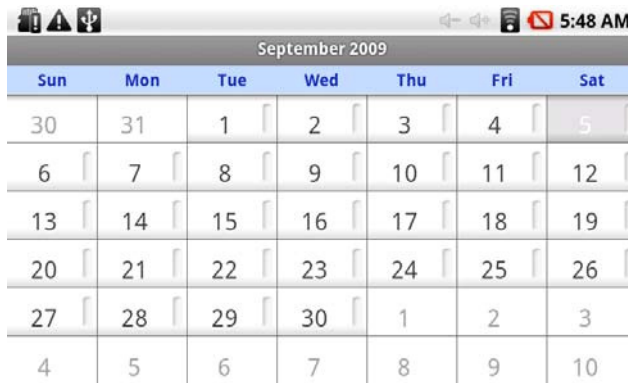 5:48 AM
September 2009
Sun Mon Tue Wed Thu Fri Sat
30 31 1 2 3 4 5
6 7 8 9 10 11 12
13 14 15 16 17 18 19
20 21 22 23 24 25 26
27 28 29 30 1 2 3
4 5 6 7 8 9 10